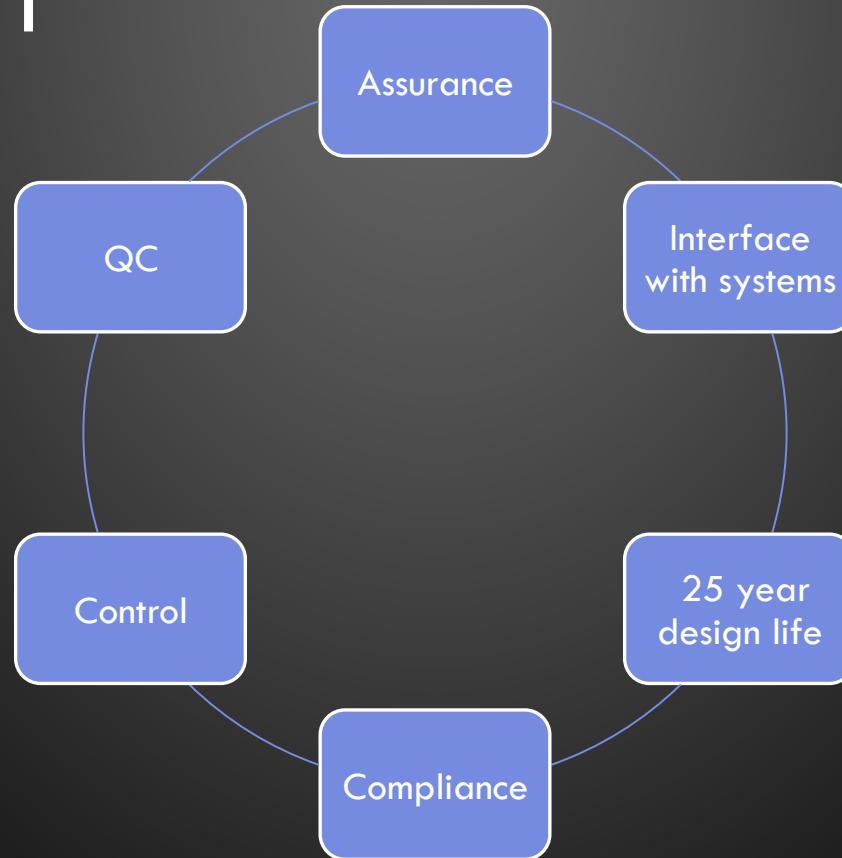 Assurance
Interface
with systems
25 year
design life
Compliance
Control
QC